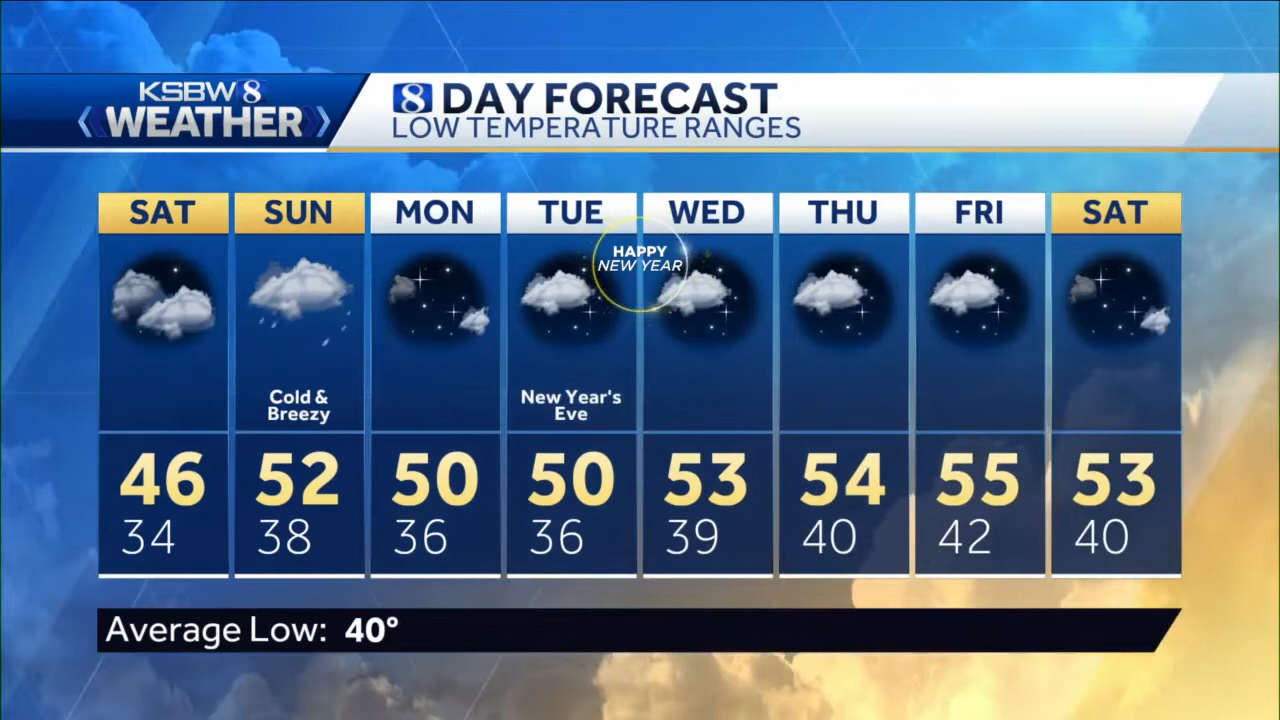 KSBW 8
WEATHER
8 DAY FORECAST
LOW TEMPERATURE RANGES
SAT SUN MON TUE WED THU FRI SAT
HAPPY
NEW YEAR
Cold &
Breezy
New Year's
Eve
46 52 50 50 53 54 55 53
34 38 36 36 39 40 42 40
Average Low: 40°